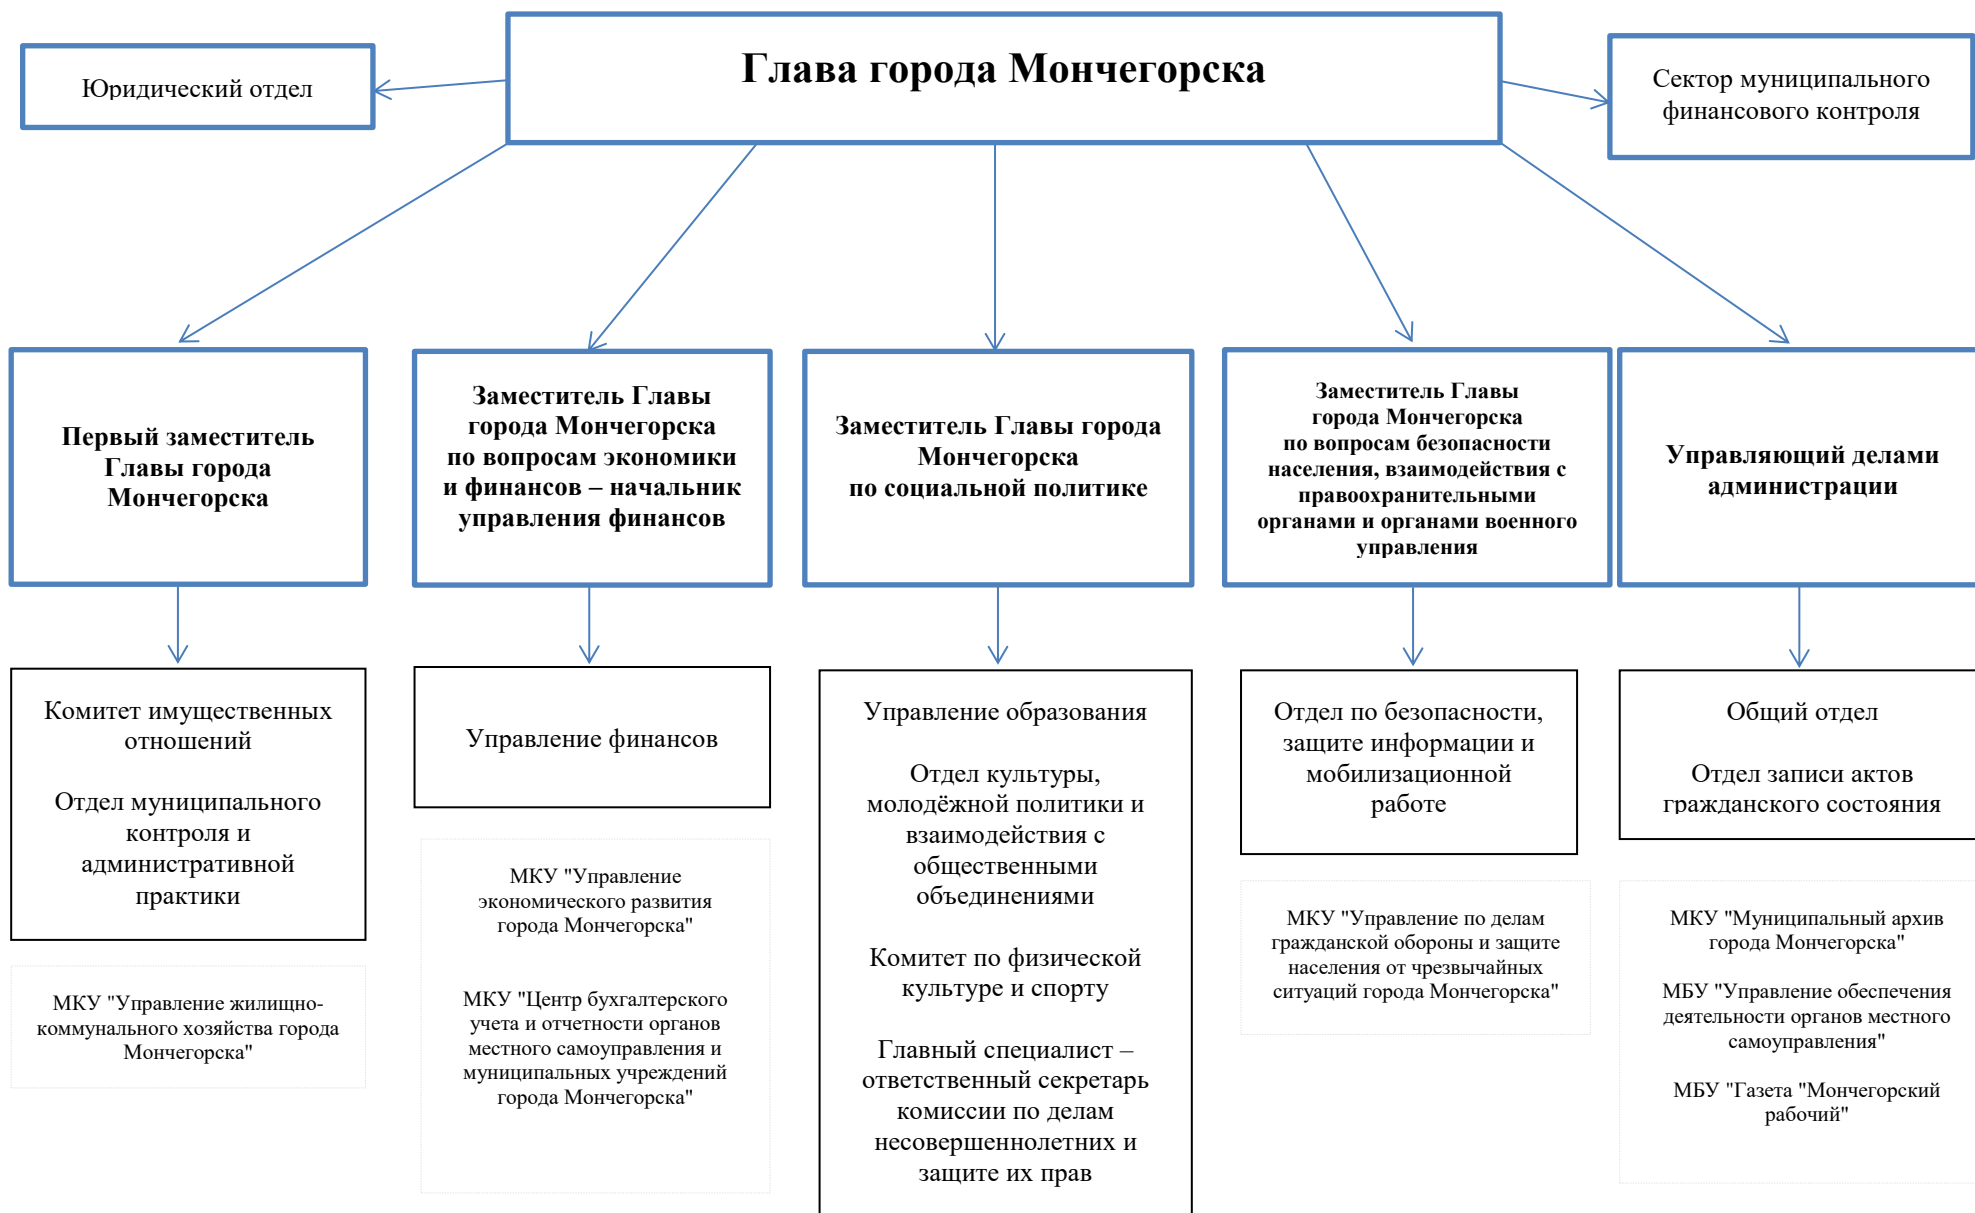 Глава города Мончегорска
Юридический отдел
Сектор муниципального
финансового контроля
Первый заместитель
Главы города
Мончегорска
Заместитель Главы
города Мончегорска
по вопросам экономики
и финансов – начальник
управления финансов
Заместитель Главы города
Мончегорска
по социальной политике
Заместитель Главы
города Мончегорска
по вопросам безопасности
населения, взаимодействия с
правоохранительными
органами и органами военного
управления
Управляющий делами
администрации
Комитет имущественных
отношений
Отдел муниципального
контроля и
административной
практики
МКУ "Управление жилищно-
коммунального хозяйства города
Мончегорска"
Управление финансов
МКУ "Управление
экономического развития
города Мончегорска"
МКУ "Центр бухгалтерского
учета и отчетности органов
местного самоуправления и
муниципальных учреждений
города Мончегорска"
Управление образования
Отдел культуры,
молодёжной политики и
взаимодействия с
общественными
объединениями
Комитет по физической
культуре и спорту
Главный специалист –
ответственный секретарь
комиссии по делам
несовершеннолетних и
защите их прав
Отдел по безопасности,
защите информации и
мобилизационной
работе
МКУ "Управление по делам
гражданской обороны и защите
населения от чрезвычайных
ситуаций города Мончегорска"
Общий отдел
Отдел записи актов
гражданского состояния
МКУ "Муниципальный архив
города Мончегорска"
МБУ "Управление обеспечения
деятельности органов местного
самоуправления"
МБУ "Газета "Мончегорский
рабочий"